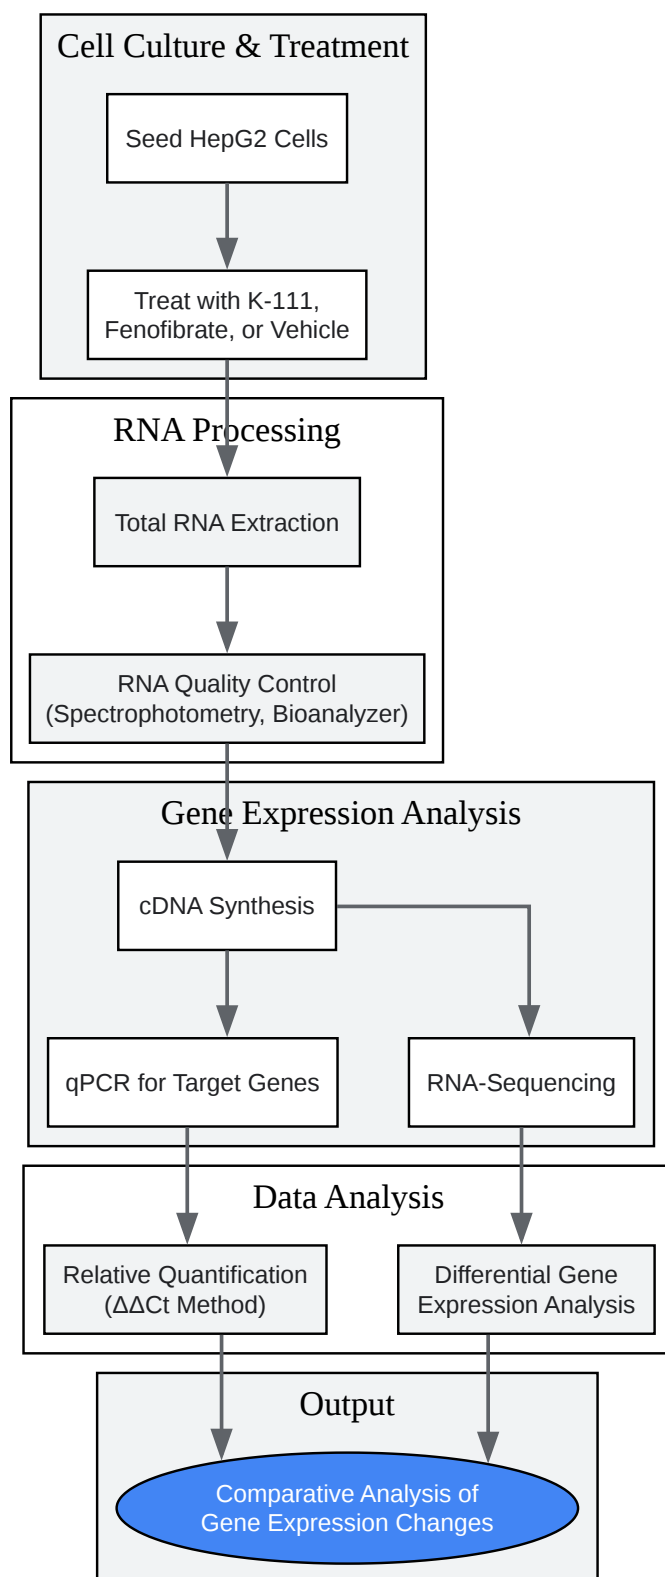 Cell Culture & Treatment
Seed HepG2 Cells
Treat with K-111,
Fenofibrate, or Vehicle
RNA Processing
Total RNA Extraction
RNA Quality Control
(Spectrophotometry, Bioanalyzer)
Gene Expression Analysis
cDNA Synthesis
qPCR for Target Genes
RNA-Sequencing
Data Analysis
Relative Quantification
(ΔΔCt Method)
Differential Gene
Expression Analysis
Output
Comparative Analysis of
Gene Expression Changes